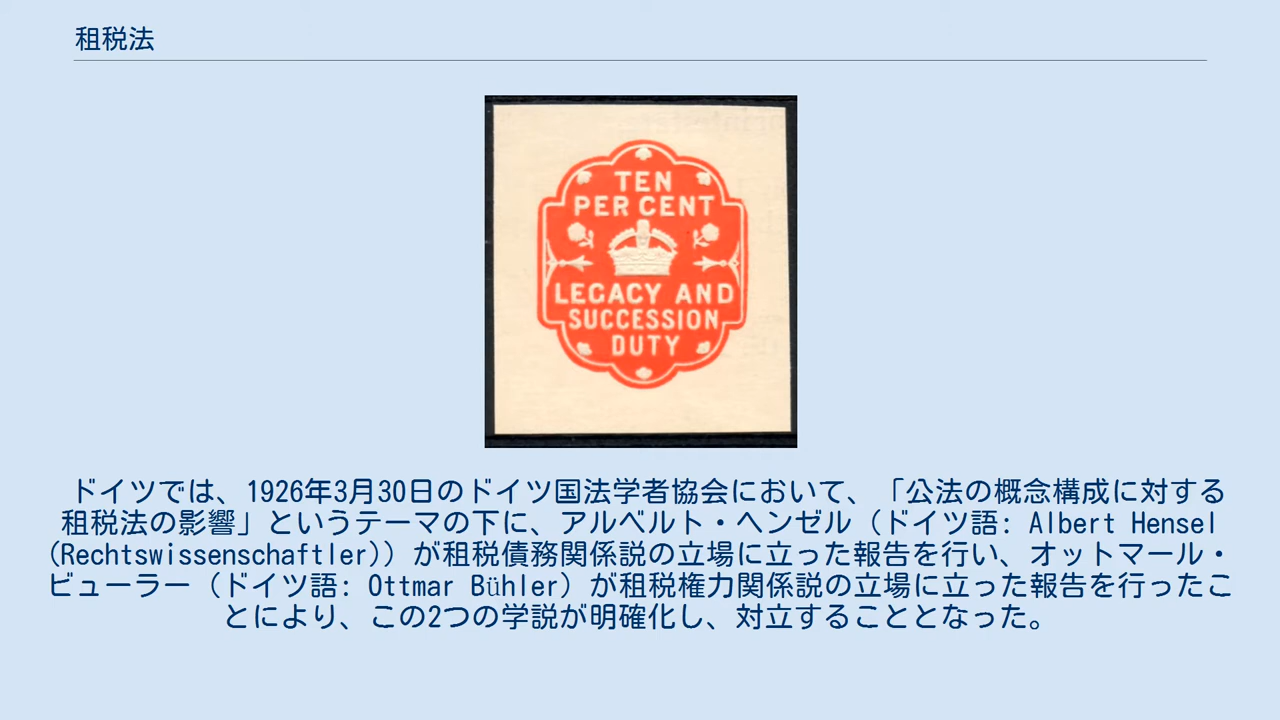 租税法
TEN
PER CENT
LEGACY AND
SUCCESSION
DUTY
ドイツでは、1926年3月30日のドイツ国法学者協会において、「公法の概念構成に対する
租税法の影響」というテーマの下に、アルベルト・ヘンゼル（ドイツ語: Albert Hensel
(Rechtswissenschaftler)）が租税債務関係説の立場に立った報告を行い、オットマール・
ビューラー（ドイツ語: Ottmar Bühler）が租税権力関係説の立場に立った報告を行ったこ
とにより、この2つの学説が明確化し、対立することとなった。